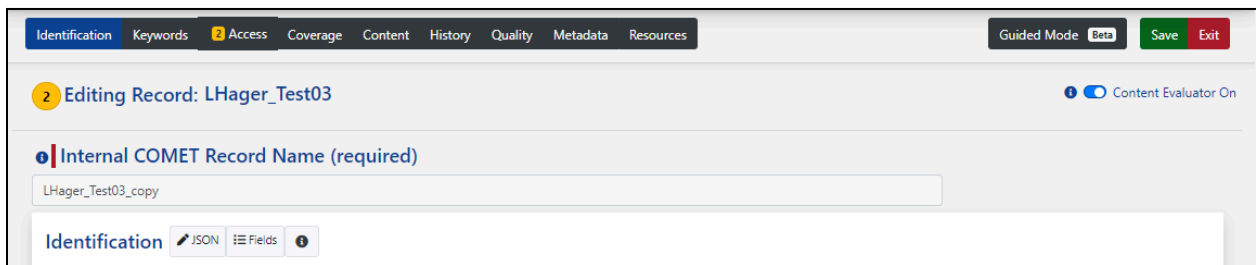 Identification Keywords 2 Access Coverage Content History Quality Metadata Resources Guided Mode Beta Save Exit
2 Editing Record: LHager_Test03 Content Evaluator On
Internal COMET Record Name (required)
LHager_Test03_copy
Identification JSON Fields